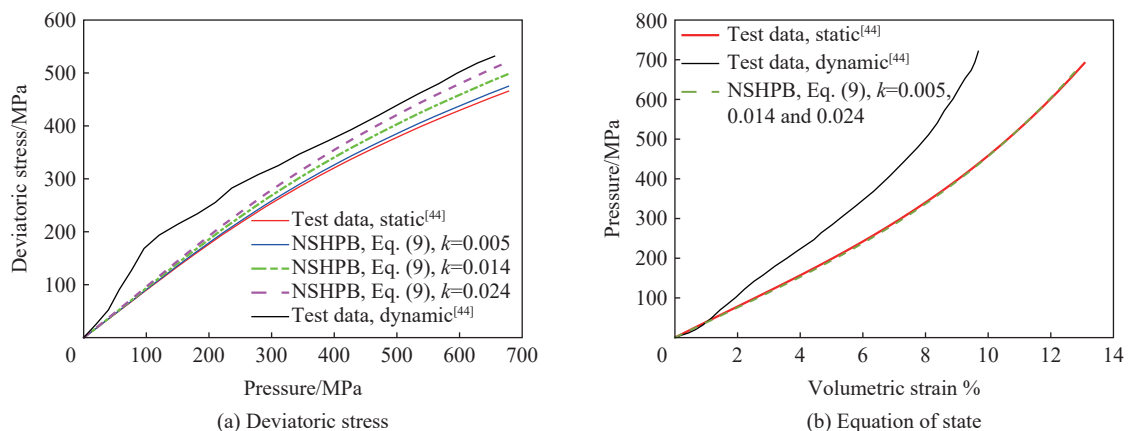 600
500
400
300
200
100
0
100
200
300
400
500
600
700
Deviatoric stress/MPa
Pressure/MPa
Test data, static[44]
NSHPB, Eq. (9), k=0.005
NSHPB, Eq. (9), k=0.014
NSHPB, Eq. (9), k=0.024
Test data, dynamic[44]
(a) Deviatoric stress
800
700
600
500
400
300
200
100
0
2
4
6
8
10
12
14
Pressure/MPa
Volumetric strain %
Test data, static[44]
Test data, dynamic[44]
NSHPB, Eq. (9), k=0.005,
0.014 and 0.024
(b) Equation of state